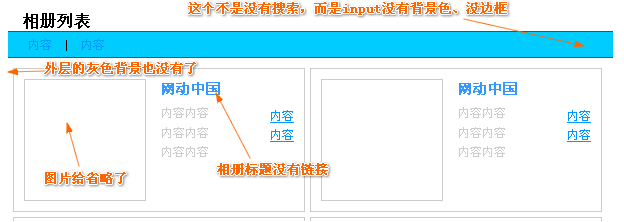 这个不是没有搜索，而是input没有背景色、没边框
相册列表
内容 | 内容
外层的灰色背景也没有了
网动中国
内容内容 内容
内容内容 内容
内容内容
图片给省略了
相册标题没有链接
网动中国
内容内容 内容
内容内容 内容
内容内容